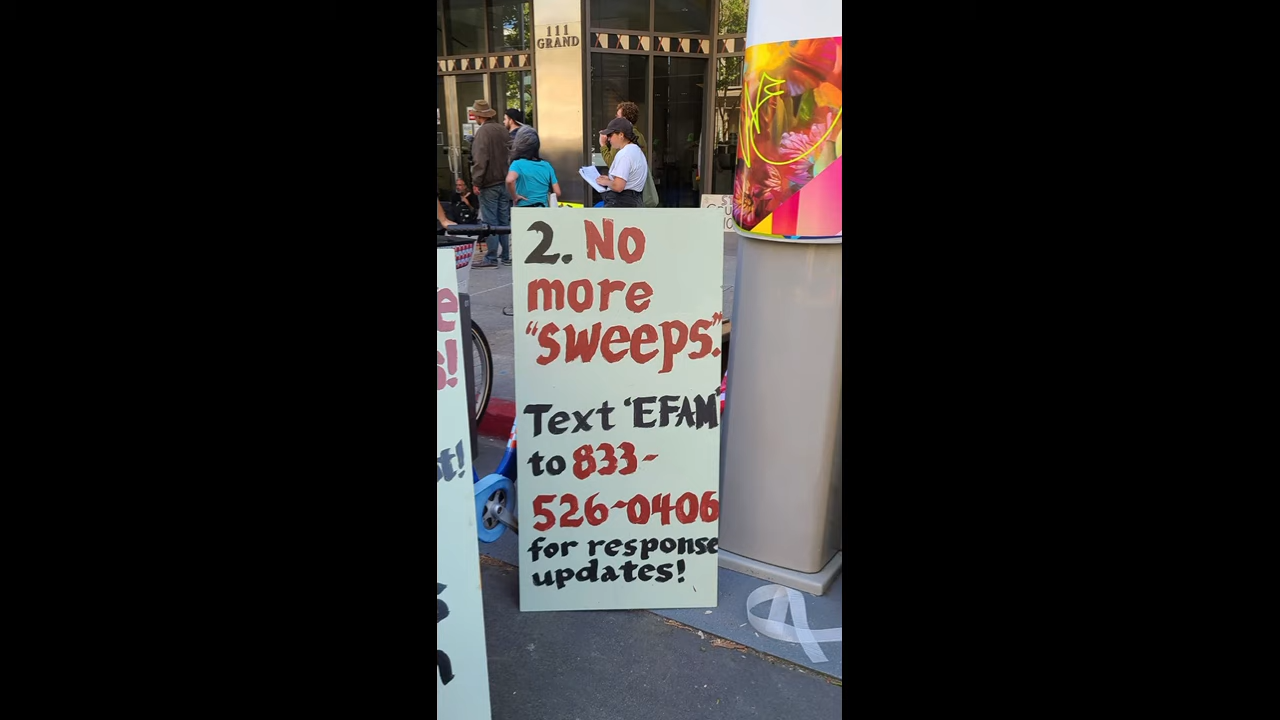 111
GRAND
2. No
more
“sweeps.”
Text ‘EFAM’
to 833-
526-0406
for response
updates!